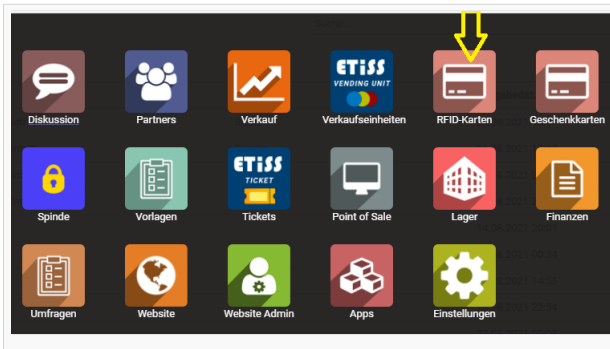 Diskussion
Partners
Verkauf
ETiSS
VENDING UNIT
Verkaufseinheiten
RFID-Karten
Geschenkkarten
Spinde
Vorlagen
ETiSS
TICKET
Tickets
Point of Sale
Lager
Finanzen
Umfragen
Website
Website Admin
Apps
Einstellungen